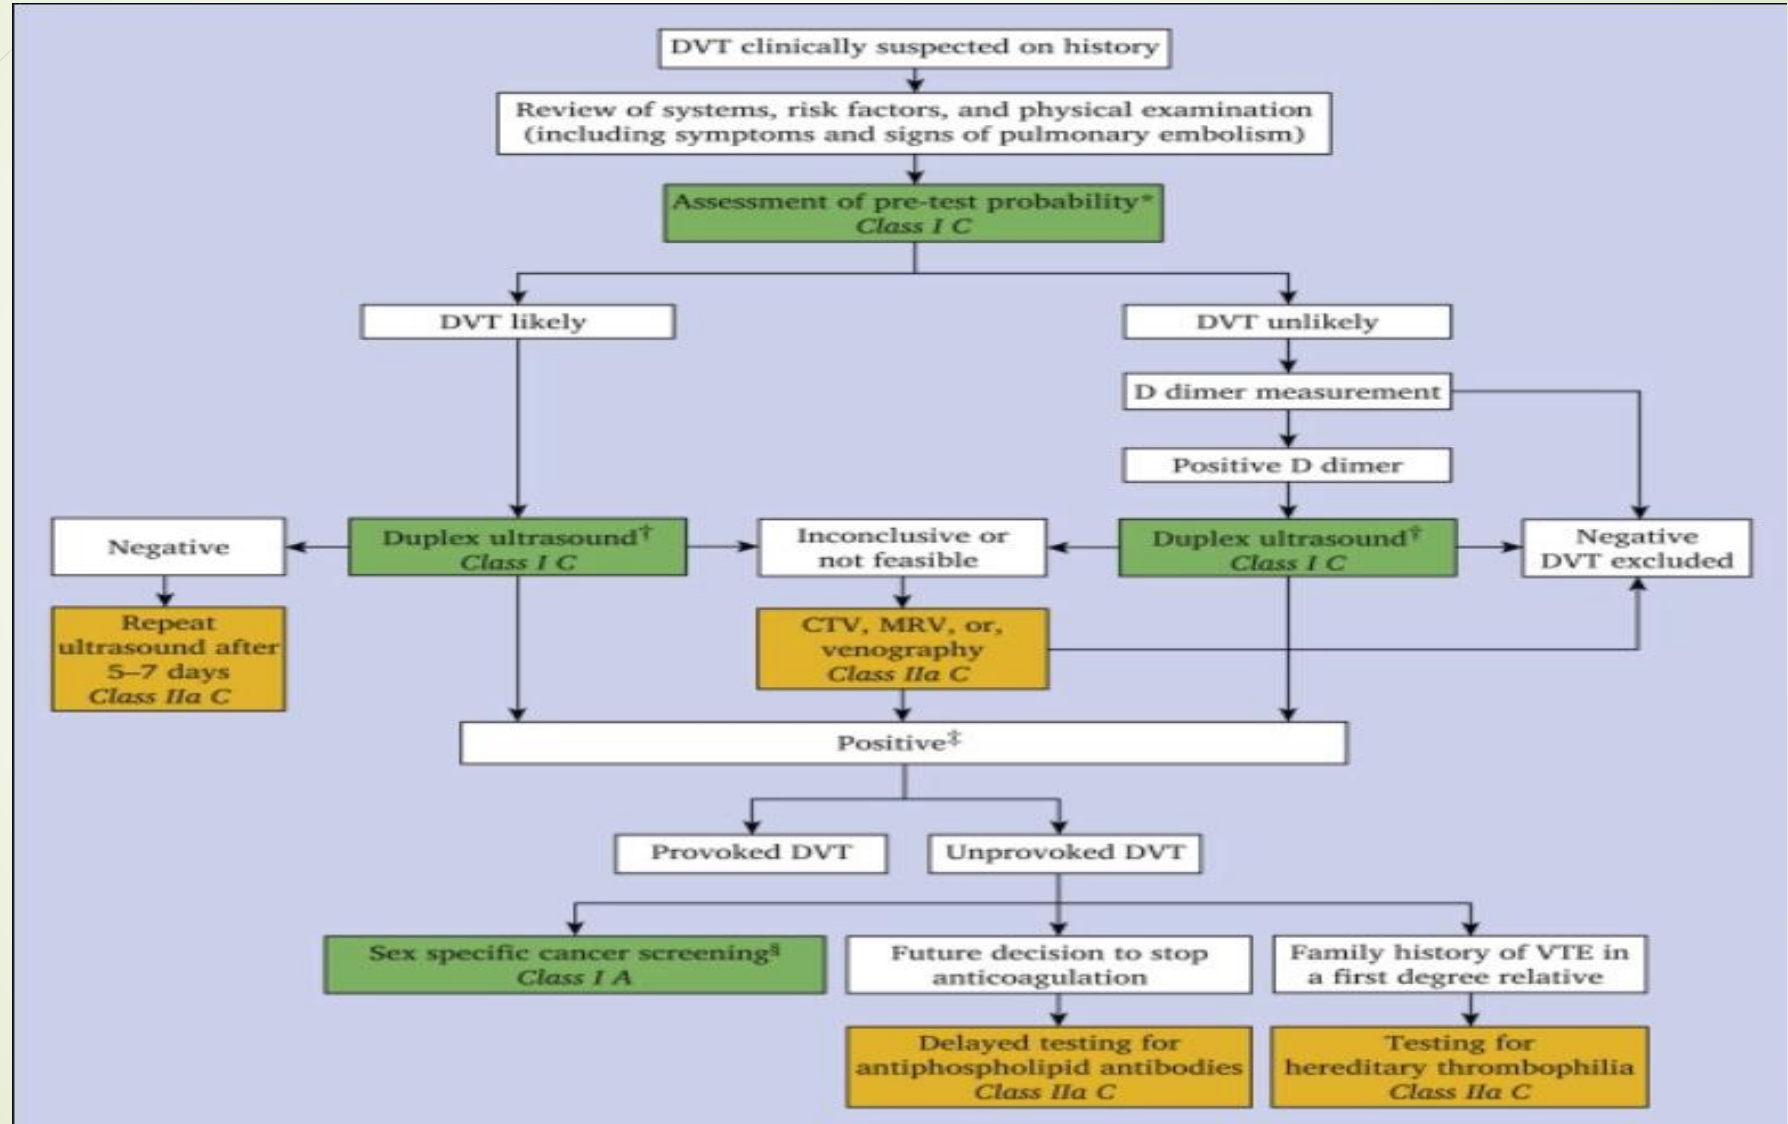 DVT clinically suspected on history
Review of systems, risk factors, and physical examination
(including symptoms and signs of pulmonary embolism)
Assessment of pre-test probability*
Class I C
DVT likely
DVT unlikely
D dimer measurement
Positive D dimer
Negative
Duplex ultrasound†
Class I C
Inconclusive or
not feasible
Duplex ultrasound†
Class I C
Negative
DVT excluded
Repeat
ultrasound after
5–7 days
Class IIa C
CTV, MRV, or,
venography
Class IIa C
Positive‡
Provoked DVT
Unprovoked DVT
Sex specific cancer screening§
Class I A
Future decision to stop
anticoagulation
Family history of VTE in
a first degree relative
Delayed testing for
antiphospholipid antibodies
Class IIa C
Testing for
hereditary thrombophilia
Class IIa C